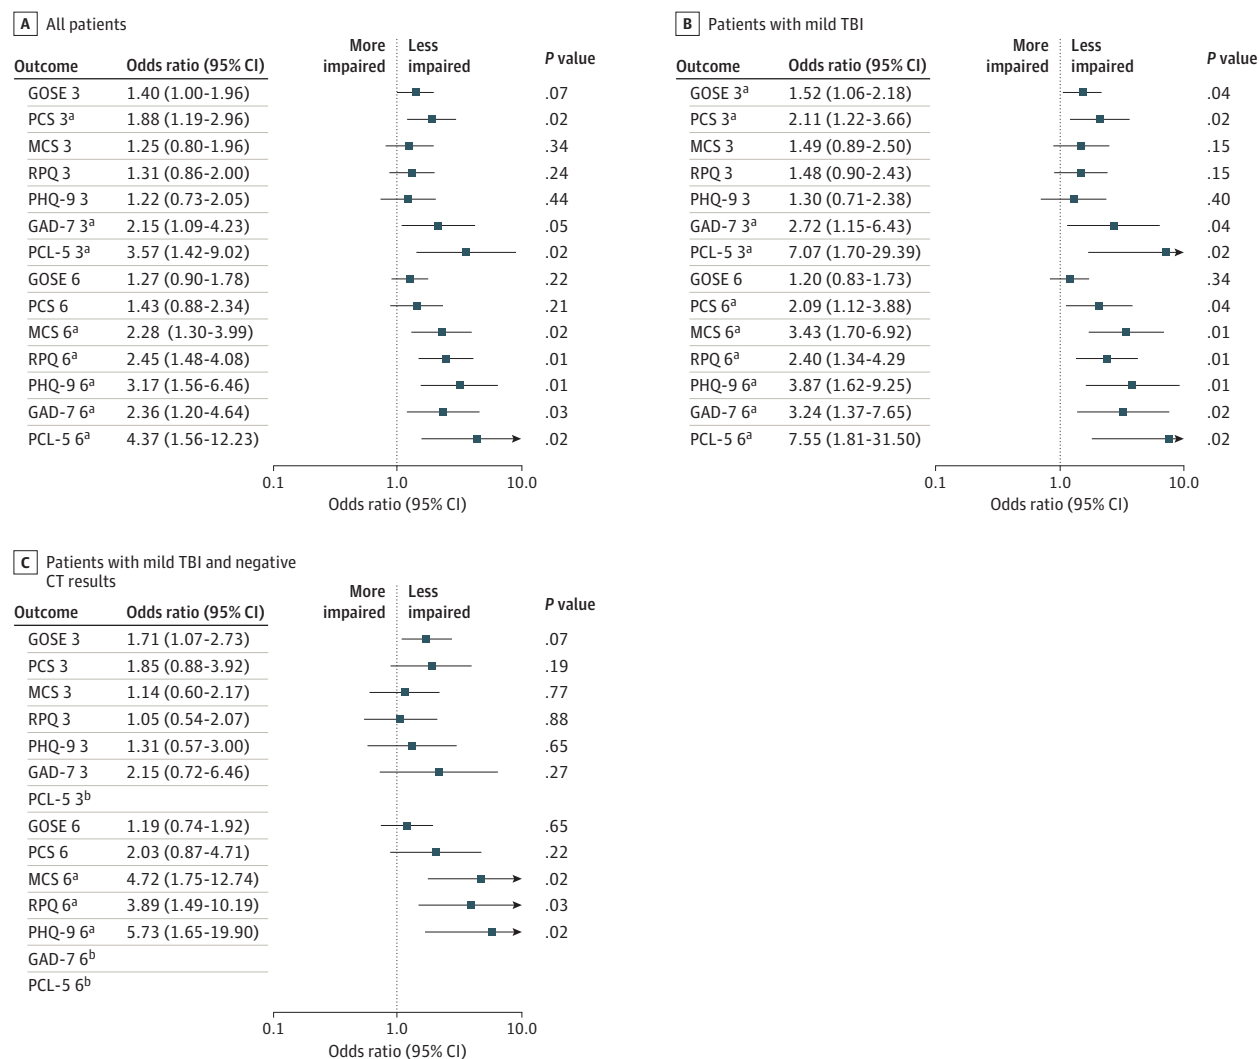 A All patients
More Less
impaired impaired
Outcome Odds ratio (95% CI) P value
GOSE 3 1.40 (1.00-1.96) .07
PCS 3a 1.88 (1.19-2.96) .02
MCS 3 1.25 (0.80-1.96) .34
RPQ 3 1.31 (0.86-2.00) .24
PHQ-9 3 1.22 (0.73-2.05) .44
GAD-7 3a 2.15 (1.09-4.23) .05
PCL-5 3a 3.57 (1.42-9.02) .02
GOSE 6 1.27 (0.90-1.78) .22
PCS 6 1.43 (0.88-2.34) .21
MCS 6a 2.28 (1.30-3.99) .02
RPQ 6a 2.45 (1.48-4.08) .01
PHQ-9 6a 3.17 (1.56-6.46) .01
GAD-7 6a 2.36 (1.20-4.64) .03
PCL-5 6a 4.37 (1.56-12.23) .02
0.1 1.0 10.0
Odds ratio (95% CI)
B Patients with mild TBI
More Less
impaired impaired
Outcome Odds ratio (95% CI) P value
GOSE 3a 1.52 (1.06-2.18) .04
PCS 3a 2.11 (1.22-3.66) .02
MCS 3 1.49 (0.89-2.50) .15
RPQ 3 1.48 (0.90-2.43) .15
PHQ-9 3 1.30 (0.71-2.38) .40
GAD-7 3a 2.72 (1.15-6.43) .04
PCL-5 3a 7.07 (1.70-29.39) .02
GOSE 6 1.20 (0.83-1.73) .34
PCS 6a 2.09 (1.12-3.88) .04
MCS 6a 3.43 (1.70-6.92) .01
RPQ 6a 2.40 (1.34-4.29 .01
PHQ-9 6a 3.87 (1.62-9.25) .01
GAD-7 6a 3.24 (1.37-7.65) .02
PCL-5 6a 7.55 (1.81-31.50) .02
0.1 1.0 10.0
Odds ratio (95% CI)
C Patients with mild TBI and negative
CT results
More Less
impaired impaired
Outcome Odds ratio (95% CI) P value
GOSE 3 1.71 (1.07-2.73) .07
PCS 3 1.85 (0.88-3.92) .19
MCS 3 1.14 (0.60-2.17) .77
RPQ 3 1.05 (0.54-2.07) .88
PHQ-9 3 1.31 (0.57-3.00) .65
GAD-7 3 2.15 (0.72-6.46) .27
PCL-5 3b
GOSE 6 1.19 (0.74-1.92) .65
PCS 6 2.03 (0.87-4.71) .22
MCS 6a 4.72 (1.75-12.74) .02
RPQ 6a 3.89 (1.49-10.19) .03
PHQ-9 6a 5.73 (1.65-19.90) .02
GAD-7 6b
PCL-5 6b
0.1 1.0 10.0
Odds ratio (95% CI)